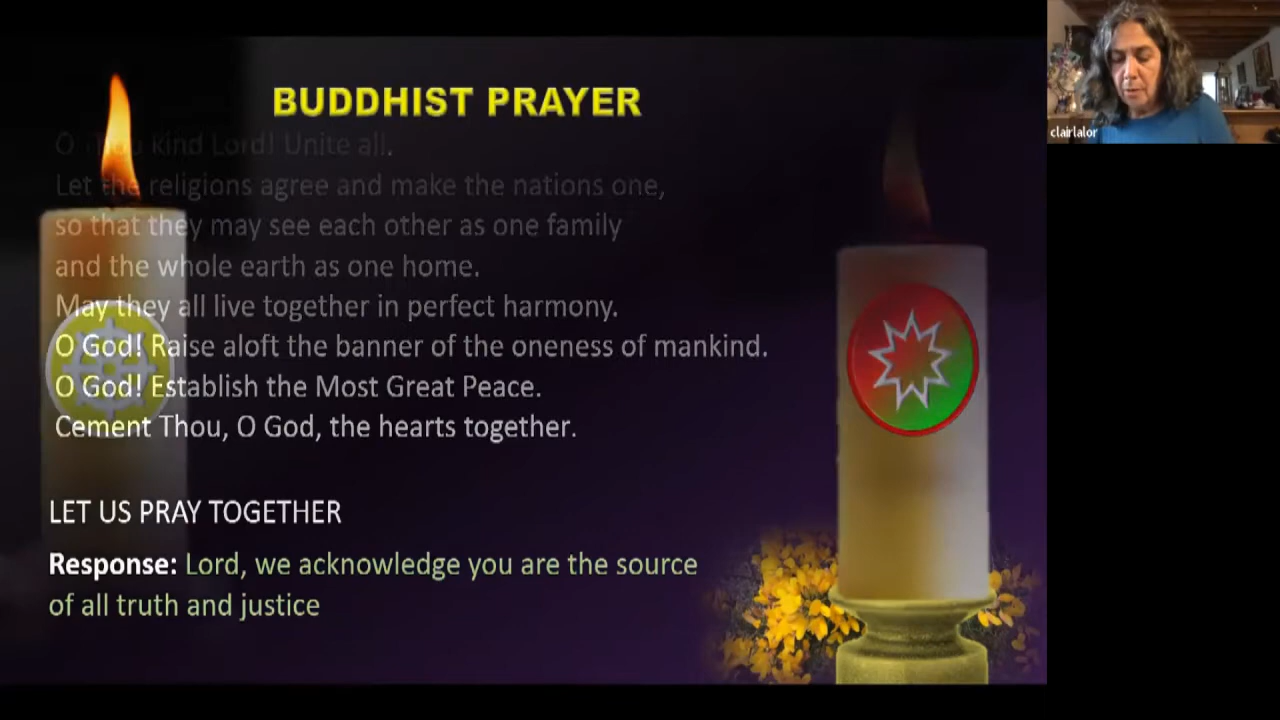 BUDDHIST PRAYER
O Thou kind Lord! Unite all.
Let the religions agree and make the nations one,
so that they may see each other as one family
and the whole earth as one home.
May they all live together in perfect harmony.
O God! Raise aloft the banner of the oneness of mankind.
O God! Establish the Most Great Peace.
Cement Thou, O God, the hearts together.
LET US PRAY TOGETHER
Response: Lord, we acknowledge you are the source
of all truth and justice
clairlalor